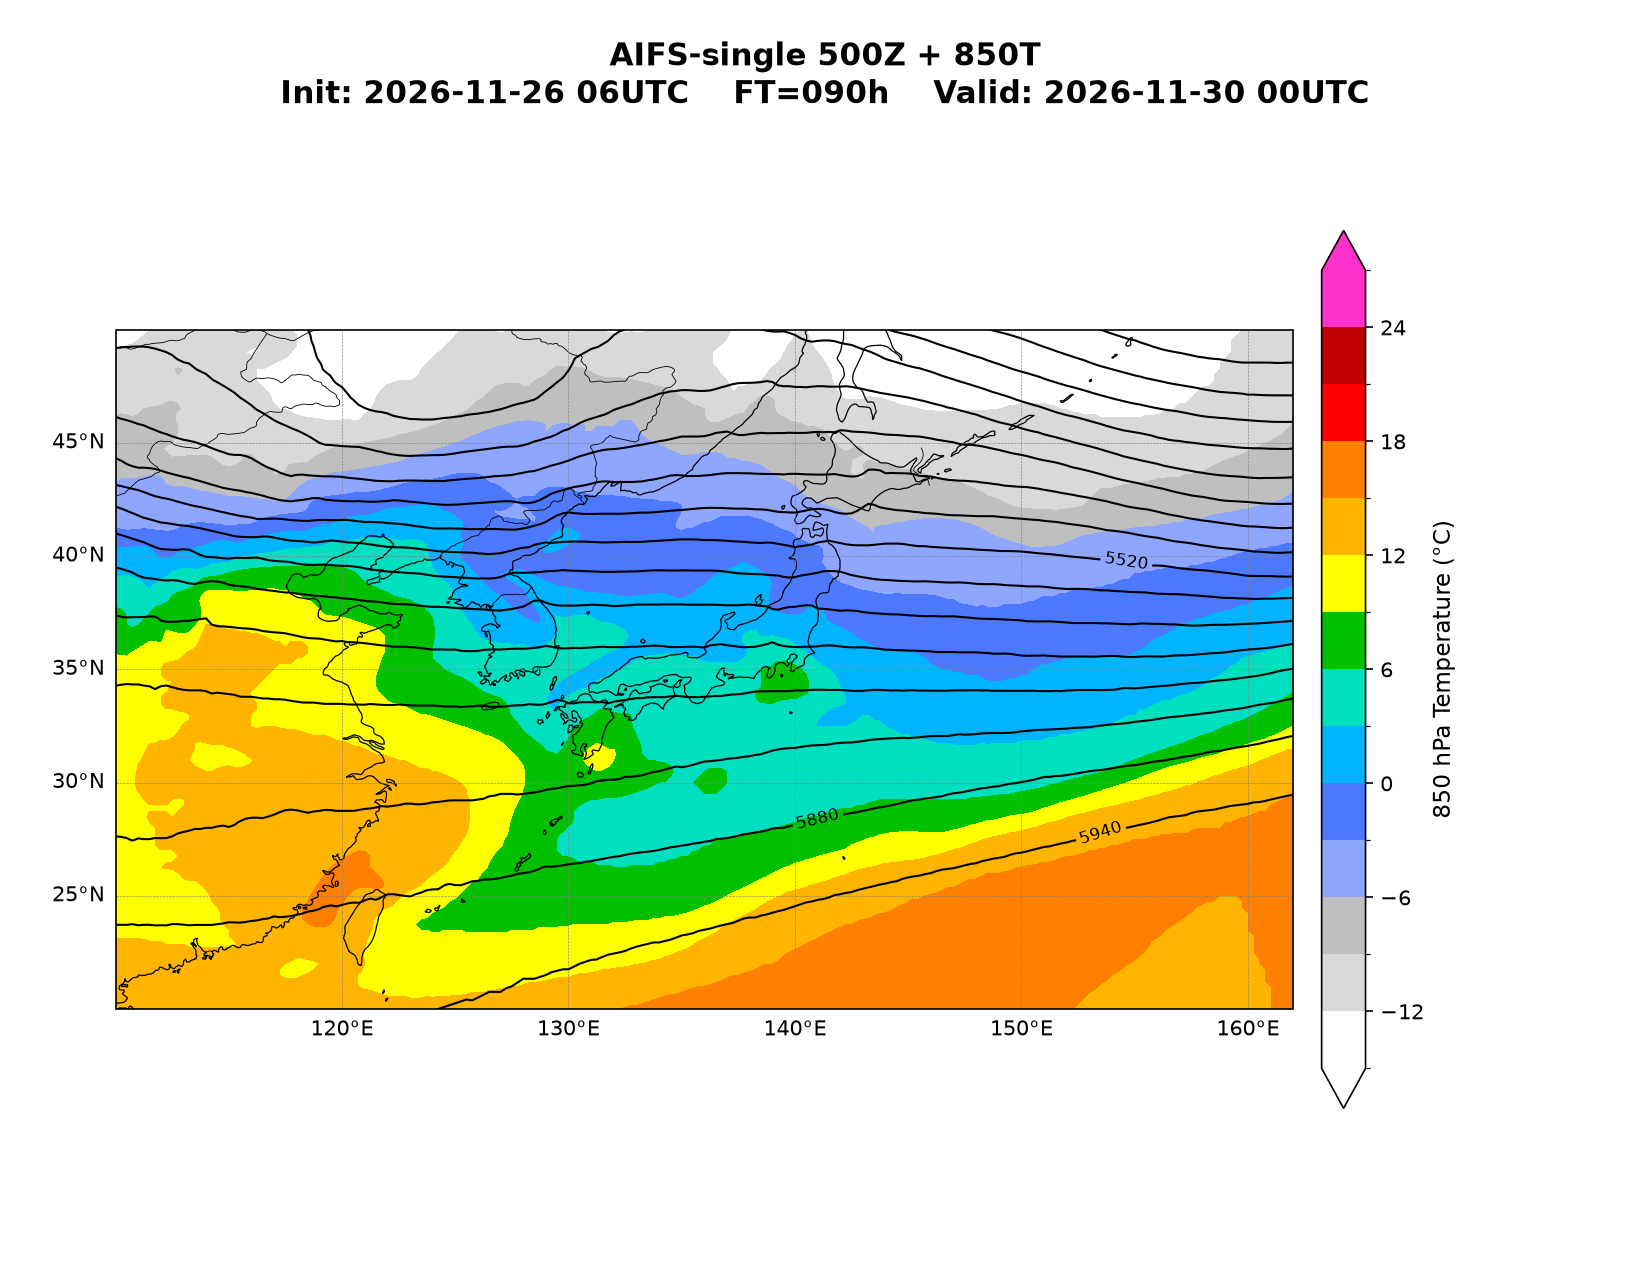 AIFS-single 500Z + 850T
Init: 2026-11-26 06UTC    FT=090h    Valid: 2026-11-30 00UTC
24
18
12
6
0
−6
−12
850 hPa Temperature (°C)
45°N
40°N
35°N
30°N
25°N
5520
5880
5940
120°E
130°E
140°E
150°E
160°E